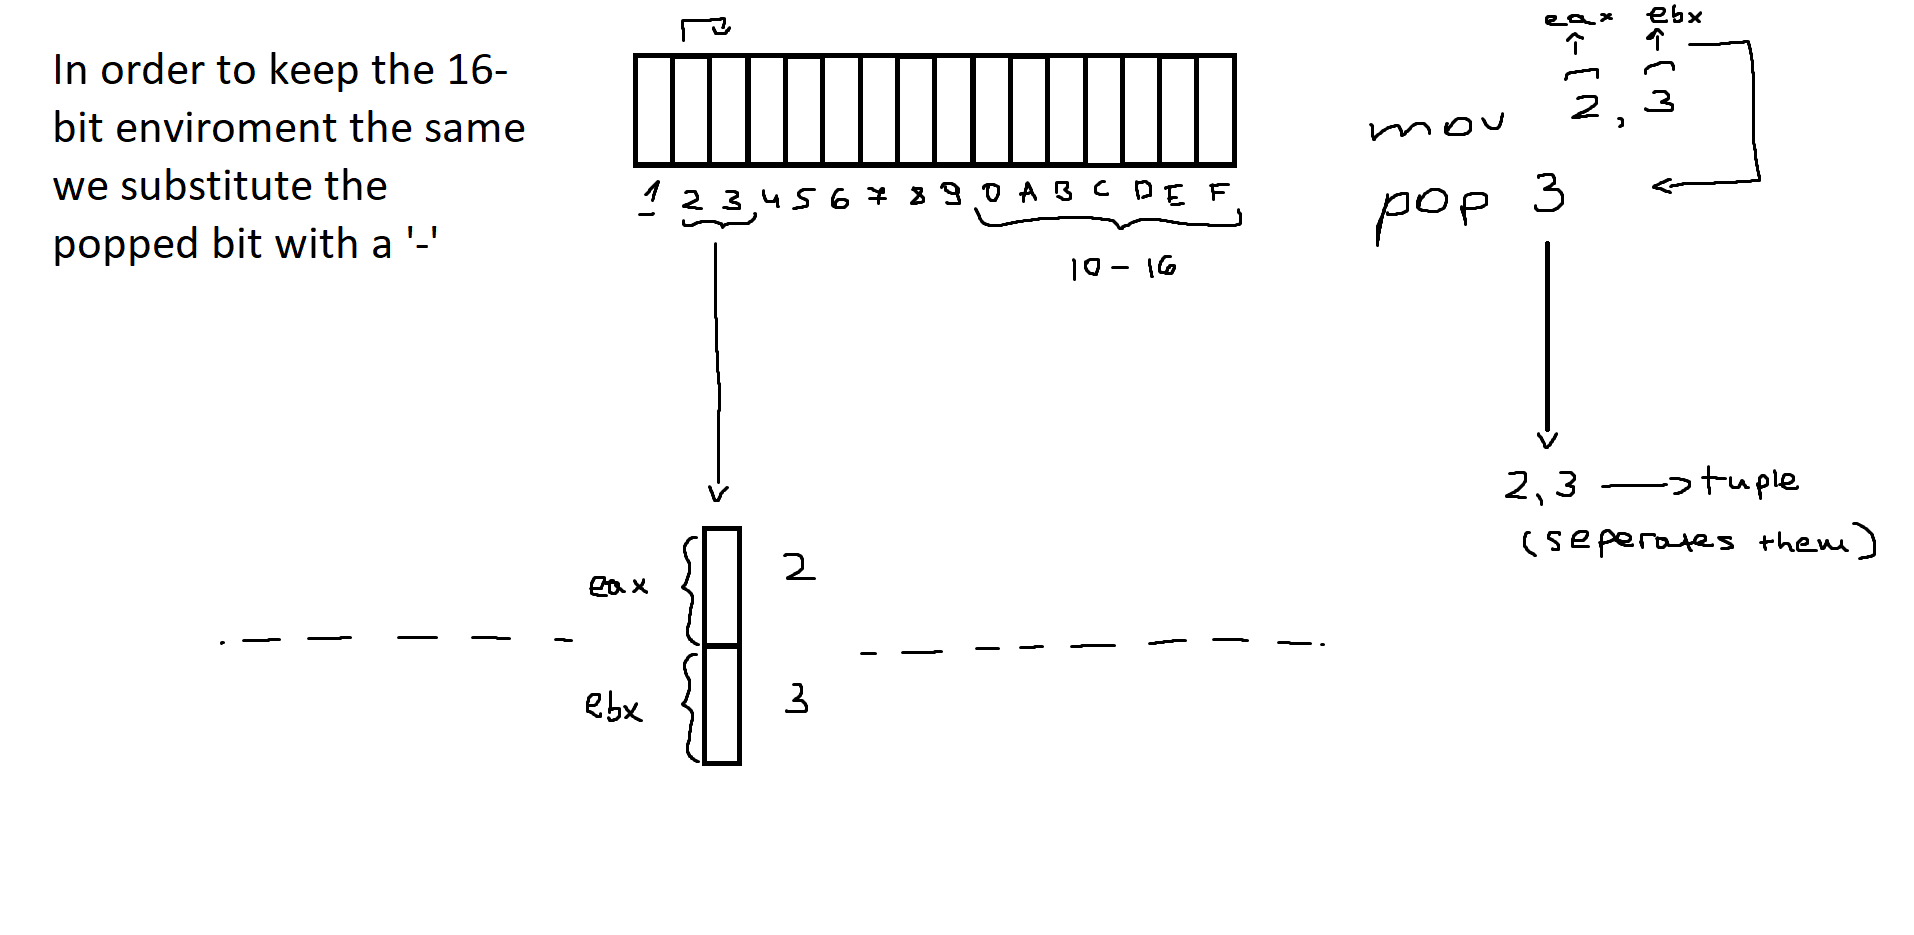 In order to keep the 16-
bit enviroment the same
we substitute the
popped bit with a '-'
1 2 3 4 5 6 7 8 9 0 A B C D E F
10 - 16
eax ebx
2, 3
mov
pop 3
2, 3 → tuple
(seperates them)
eax 2
ebx 3